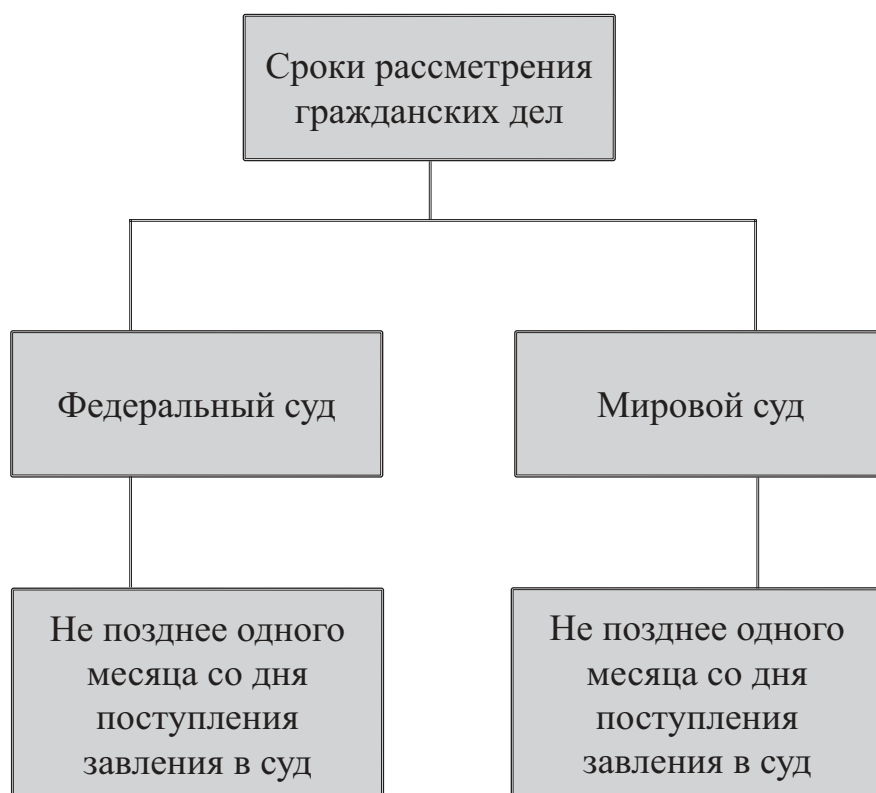 Сроки рассметрения
гражданских дел
Федеральный суд
Мировой суд
Не позднее одного
месяца со дня
поступления
завления в суд
Не позднее одного
месяца со дня
поступления
завления в суд